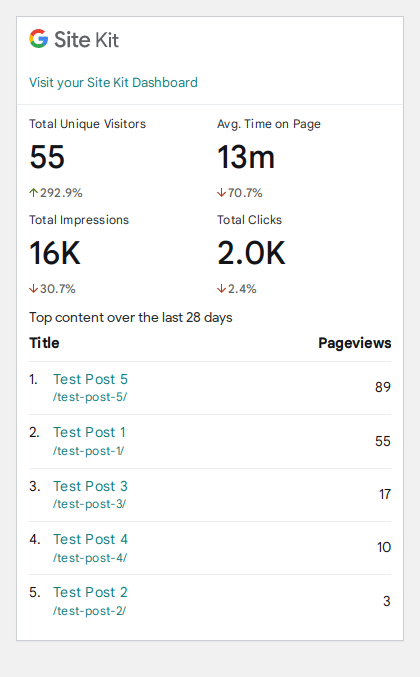 Site Kit
Visit your Site Kit Dashboard
Total Unique Visitors
55
↑292.9%
Avg. Time on Page
13m
↓70.7%
Total Impressions
16K
↓30.7%
Total Clicks
2.0K
↓2.4%
Top content over the last 28 days
Title Pageviews
1. Test Post 5 89
/test-post-5/
2. Test Post 1 55
/test-post-1/
3. Test Post 3 17
/test-post-3/
4. Test Post 4 10
/test-post-4/
5. Test Post 2 3
/test-post-2/